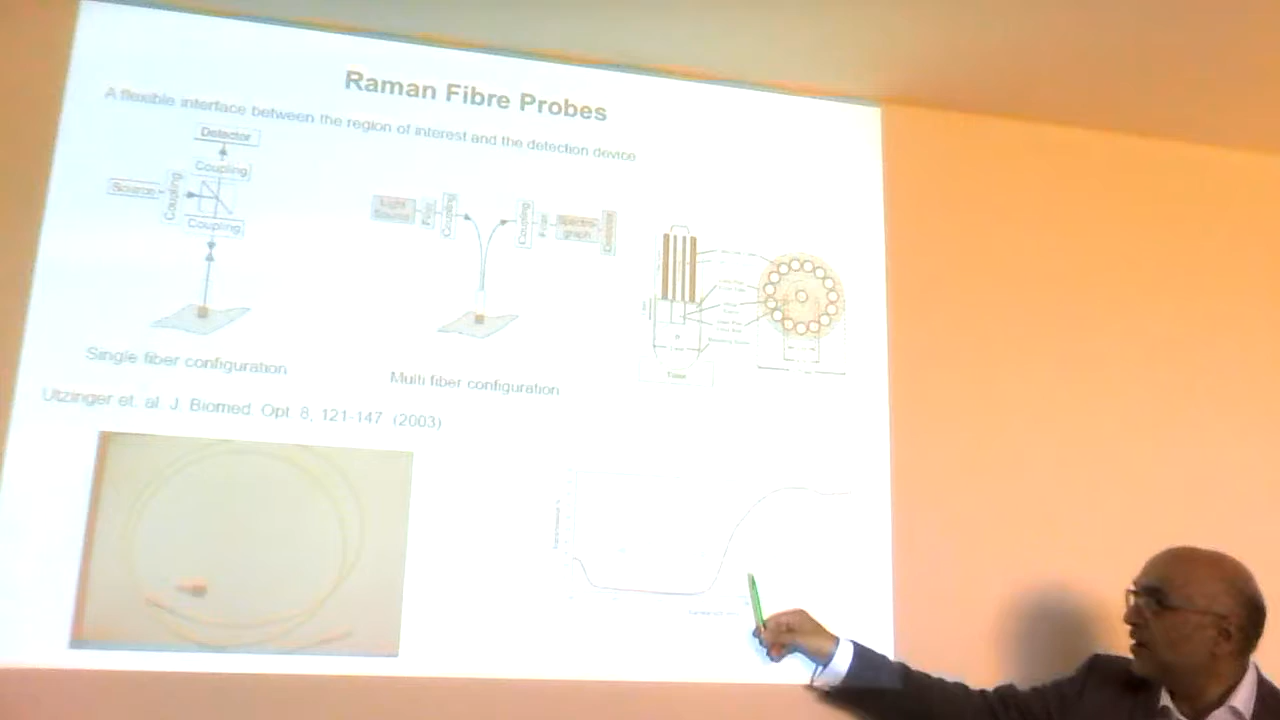 Raman Fibre Probes
A flexible interface between the region of interest and the detection device
Detector
Coupling
Source
Coupling
Coupling
Light
Source
Filter
Coupling
Coupling
Filter
Spectro-
graph
Detector
Single fiber configuration
Multi fiber configuration
Utzinger et. al. J. Biomed. Opt. 8, 121-147 (2003)